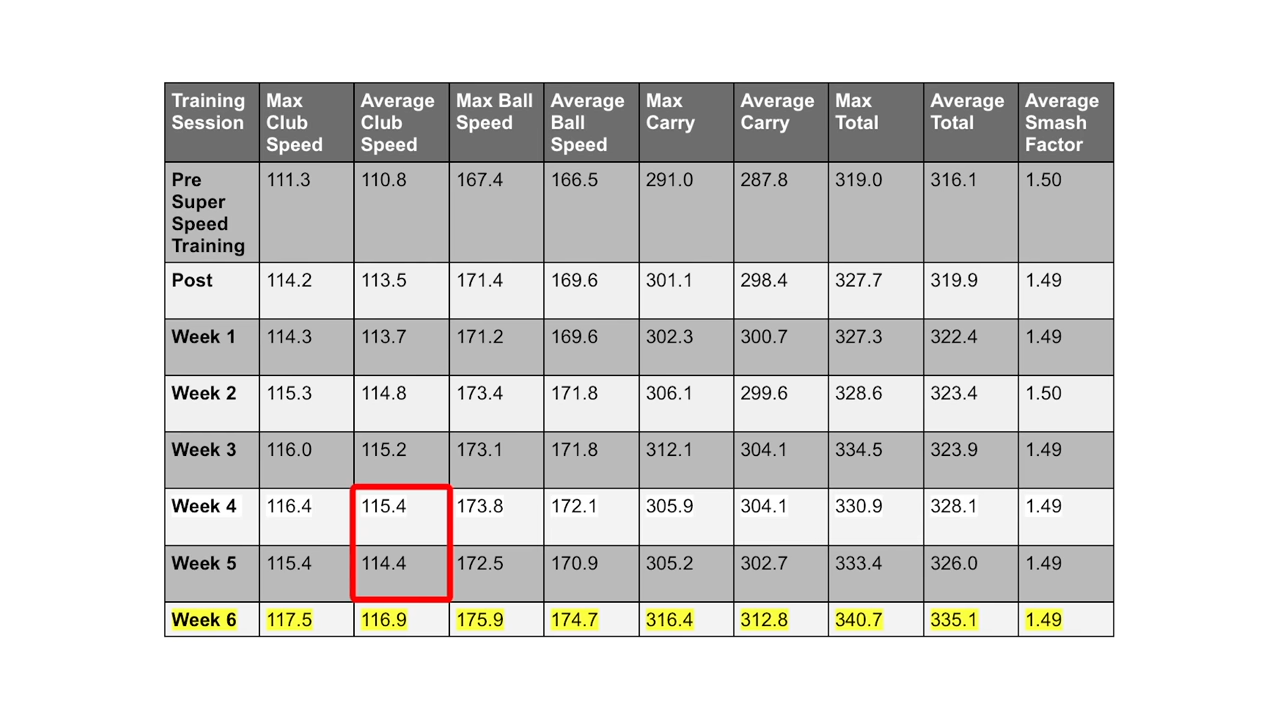 Training Session Max Club Speed Average Club Speed Max Ball Speed Average Ball Speed Max Carry Average Carry Max Total Average Total Average Smash Factor
Pre Super Speed Training 111.3 110.8 167.4 166.5 291.0 287.8 319.0 316.1 1.50
Post 114.2 113.5 171.4 169.6 301.1 298.4 327.7 319.9 1.49
Week 1 114.3 113.7 171.2 169.6 302.3 300.7 327.3 322.4 1.49
Week 2 115.3 114.8 173.4 171.8 306.1 299.6 328.6 323.4 1.50
Week 3 116.0 115.2 173.1 171.8 312.1 304.1 334.5 323.9 1.49
Week 4 116.4 115.4 173.8 172.1 305.9 304.1 330.9 328.1 1.49
Week 5 115.4 114.4 172.5 170.9 305.2 302.7 333.4 326.0 1.49
Week 6 117.5 116.9 175.9 174.7 316.4 312.8 340.7 335.1 1.49